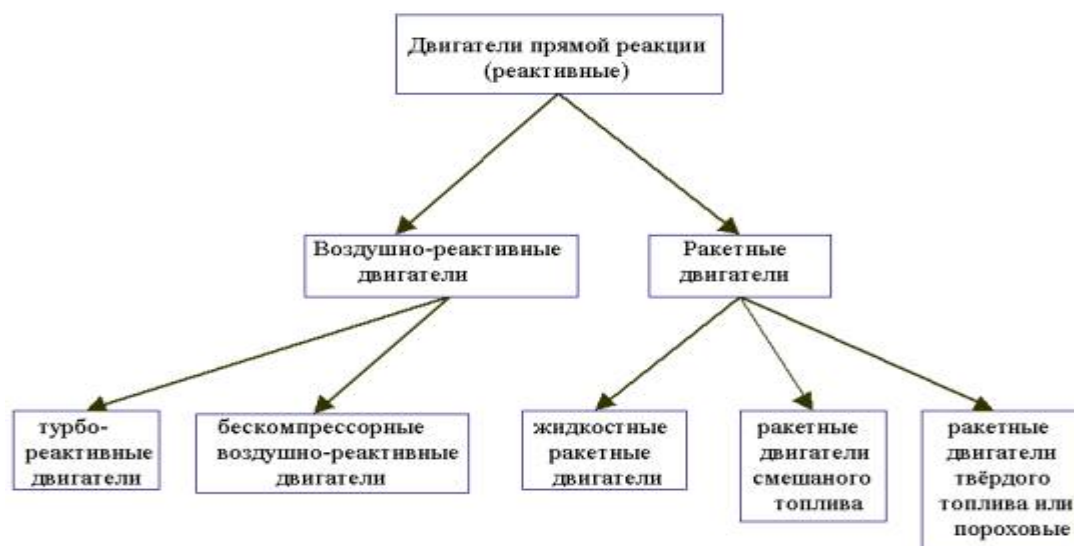 Двигатели прямой реакции
(реактивные)
Воздушно-реактивные
двигатели
Ракетные
двигатели
турбо-
реактивные
двигатели
бескомпрессорные
воздушно-реактивные
двигатели
жидкостные
ракетные
двигатели
ракетные
двигатели
смешаного
топлива
ракетные
двигатели
твёрдого
топлива или
пороховые